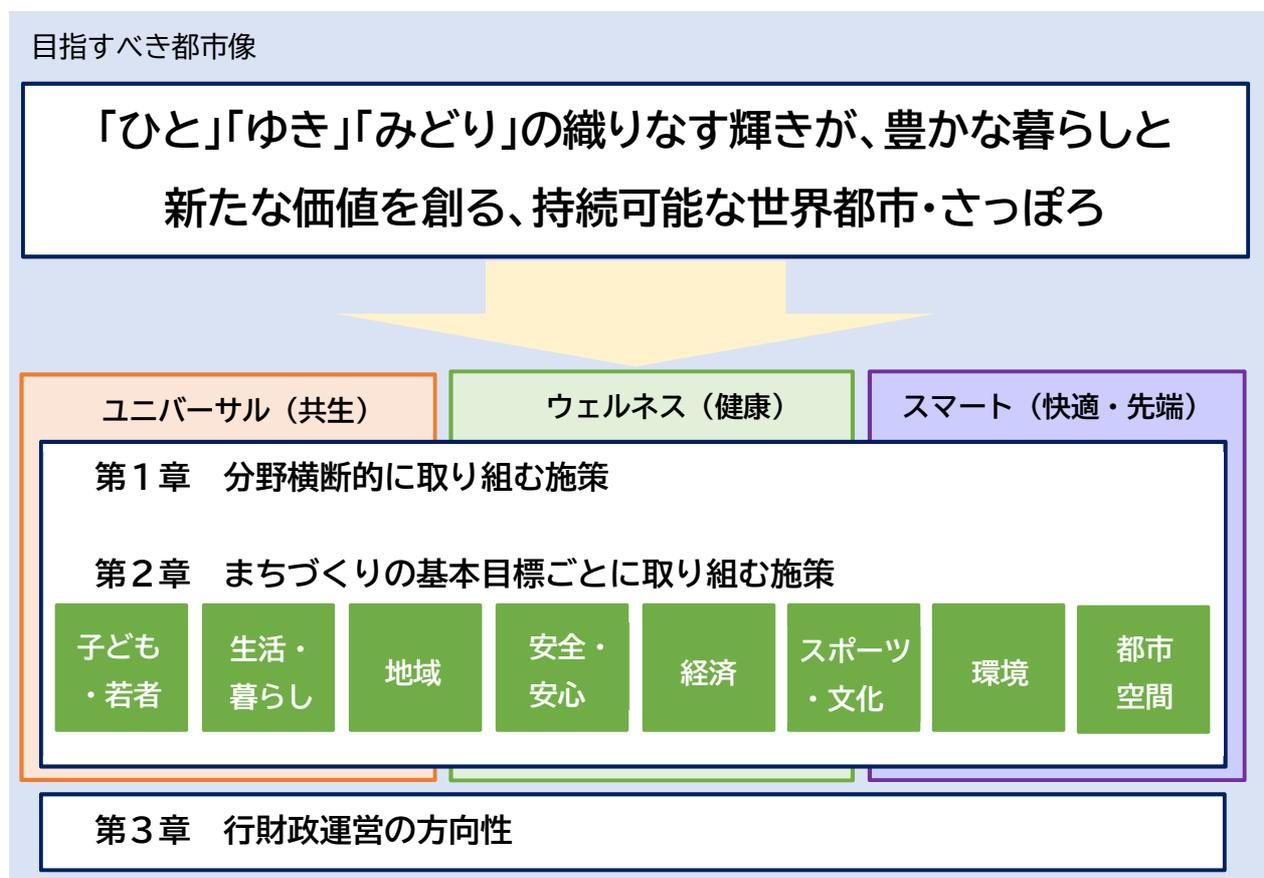 目指すべき都市像
「ひと」「ゆき」「みどり」の織りなす輝きが、豊かな暮らしと
新たな価値を創る、持続可能な世界都市・さっぽろ
ユニバーサル（共生）
ウェルネス（健康）
スマート（快適・先端）
第１章　分野横断的に取り組む施策
第２章　まちづくりの基本目標ごとに取り組む施策
子ども
・若者
生活・
暮らし
地域
安全・
安心
経済
スポーツ
・文化
環境
都市
空間
第３章　行財政運営の方向性